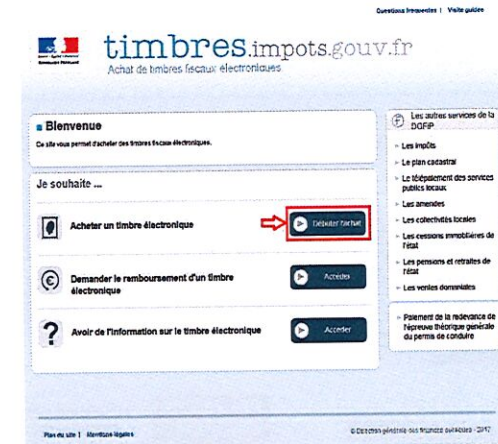 Questions fréquentes | Visite guidée
timbres.impots.gouv.fr
Achat de timbres fiscaux électroniques
Bienvenue
Ce site vous permet d'acheter des timbres fiscaux électroniques.
Je souhaite ...
Acheter un timbre électronique
Débuter l'achat
Demander le remboursement d'un timbre
électronique
Accéder
Avoir de l'information sur le timbre électronique
Accéder
Les autres services de la
DGFiP
Les impôts
Le plan cadastral
Le télépaiement des services
publics locaux
Les amendes
Les collectivités locales
Les cessions immobilières de
l'état
Les pensions et retraites de
l'état
Les ventes domaniales
Paiement de la redevance de
l'épreuve théorique générale
du permis de conduire
Plan du site | Mentions légales
© Direction générale des finances publiques - 2017